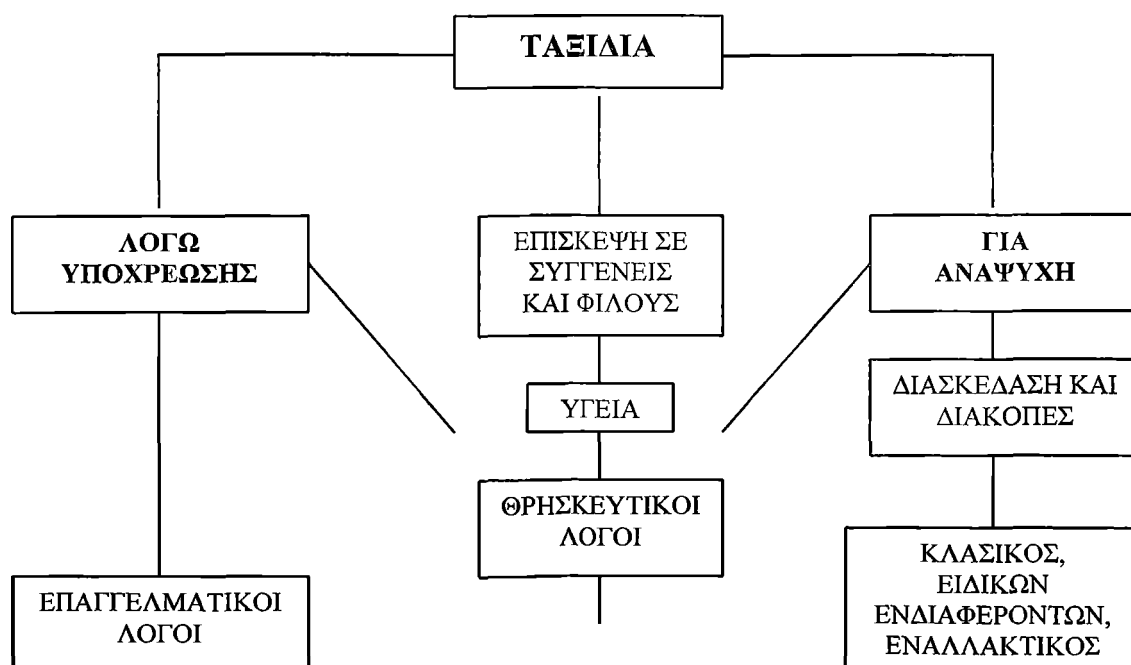 ΤΑΞΙΔΙΑ
ΛΟΓΩ
ΥΠΟΧΡΕΩΣΗΣ
ΕΠΙΣΚΕΨΗ ΣΕ
ΣΥΓΓΕΝΕΙΣ
ΚΑΙ ΦΙΛΟΥΣ
ΓΙΑ
ΑΝΑΨΥΧΗ
ΥΓΕΙΑ
ΔΙΑΣΚΕΔΑΣΗ ΚΑΙ
ΔΙΑΚΟΠΕΣ
ΘΡΗΣΚΕΥΤΙΚΟΙ
ΛΟΓΟΙ
ΕΠΑΓΓΕΛΜΑΤΙΚΟΙ
ΛΟΓΟΙ
ΚΛΑΣΙΚΟΣ,
ΕΙΔΙΚΩΝ
ΕΝΔΙΑΦΕΡΟΝΤΩΝ,
ΕΝΑΛΛΑΚΤΙΚΟΣ